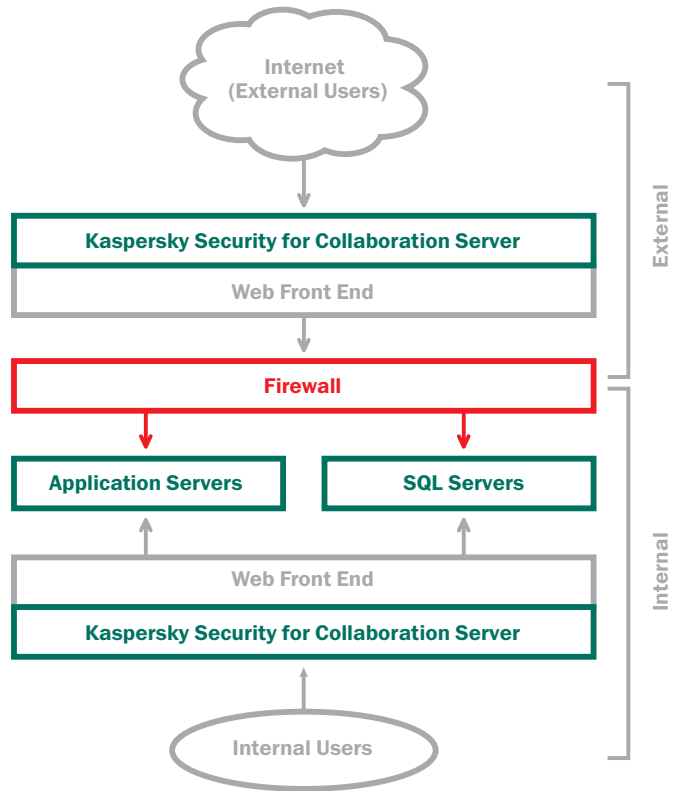 Internet
(External Users)
External
Kaspersky Security for Collaboration Server
Web Front End
Firewall
Application Servers
SQL Servers
Internal
Web Front End
Kaspersky Security for Collaboration Server
Internal Users